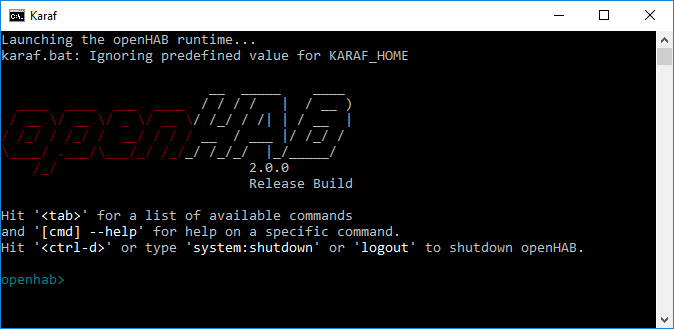 Karaf
Launching the openHAB runtime...
karaf.bat: Ignoring predefined value for KARAF_HOME
openHAB
2.0.0
Release Build
Hit '<tab>' for a list of available commands
and '[cmd] --help' for help on a specific command.
Hit '<ctrl-d>' or type 'system:shutdown' or 'logout' to shutdown openHAB.
openhab>